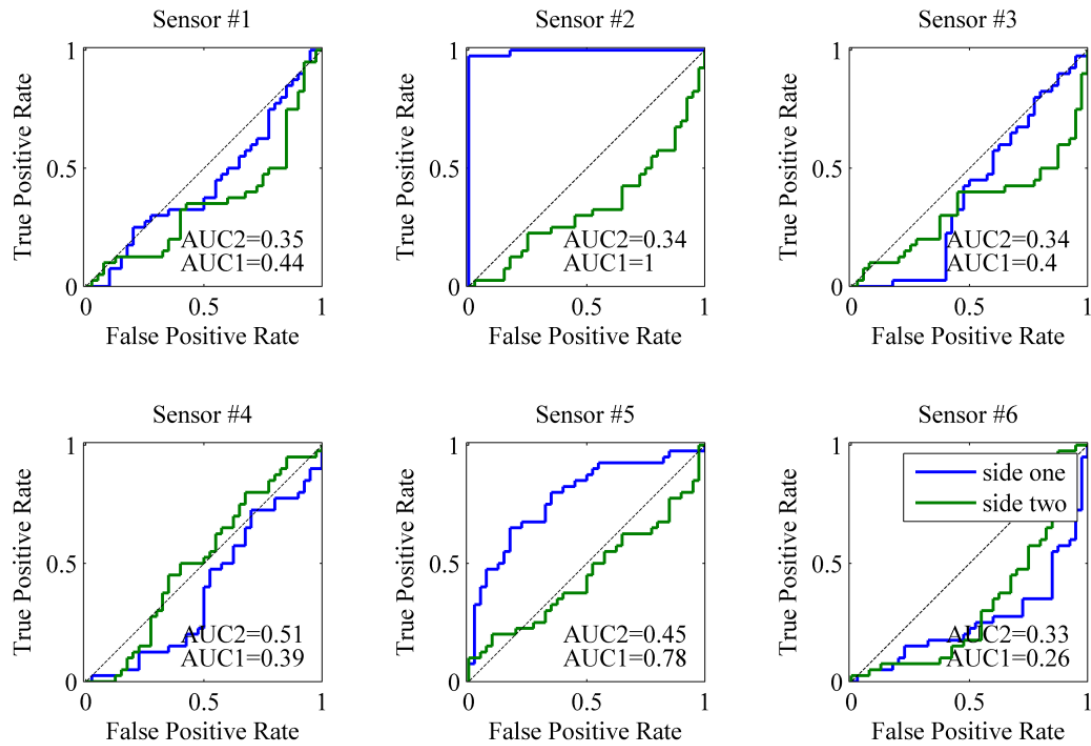 Sensor #1
1
0.5
0
True Positive Rate
AUC2=0.35
AUC1=0.44
0
0.5
1
False Positive Rate
Sensor #2
1
0.5
0
True Positive Rate
AUC2=0.34
AUC1=1
0
0.5
1
False Positive Rate
Sensor #3
1
0.5
0
True Positive Rate
AUC2=0.34
AUC1=0.4
0
0.5
1
False Positive Rate
Sensor #4
1
0.5
0
True Positive Rate
AUC2=0.51
AUC1=0.39
0
0.5
1
False Positive Rate
Sensor #5
1
0.5
0
True Positive Rate
AUC2=0.45
AUC1=0.78
0
0.5
1
False Positive Rate
Sensor #6
1
0.5
0
True Positive Rate
side one
side two
AUC2=0.33
AUC1=0.26
0
0.5
1
False Positive Rate